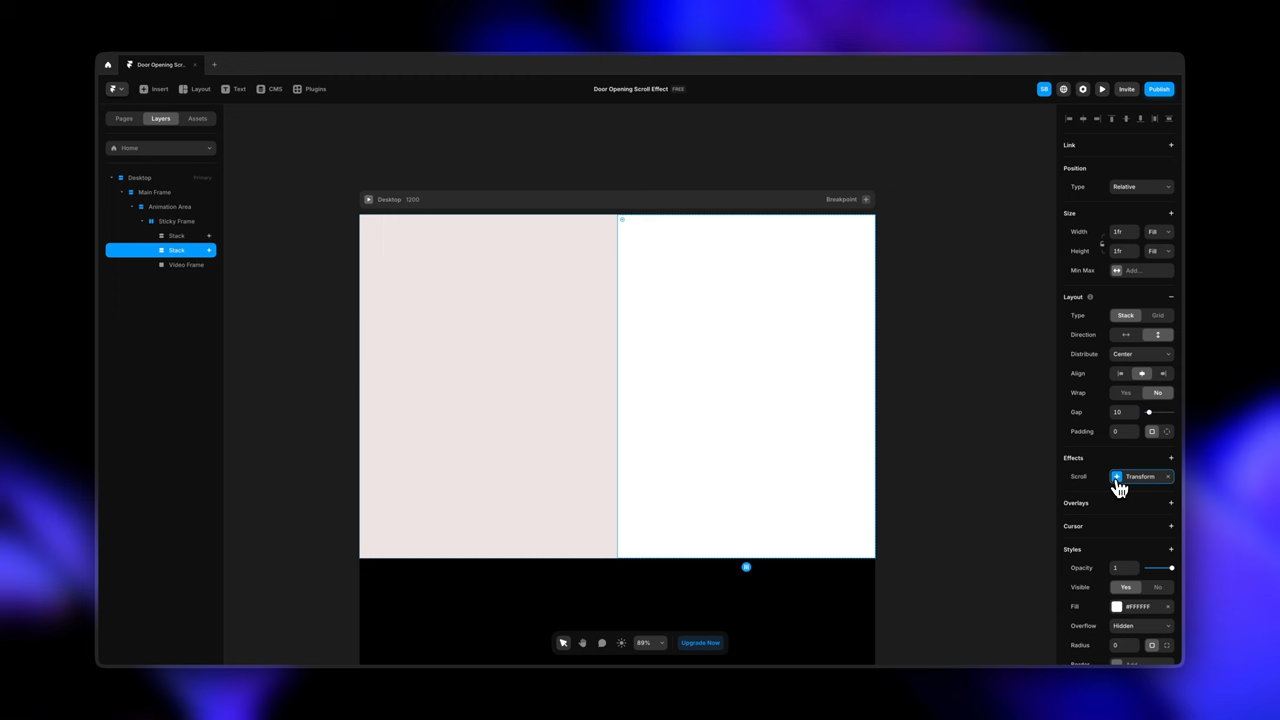 Door Opening Scr..
Insert
Layout
Text
CMS
Plugins
Door Opening Scroll Effect FREE
SB
Invite
Publish
Pages
Layers
Assets
Home
Desktop
Primary
Main Frame
Animation Area
Sticky Frame
Stack
Stack
Video Frame
Desktop 1200
Breakpoint
89%
Upgrade Now
Link
Position
Type Relative
Size
Width 1fr Fill
Height 1fr Fill
Min Max Add...
Layout
Type Stack Grid
Direction
Distribute Center
Align
Wrap Yes No
Gap 10
Padding 0
Effects
Scroll Transform
Overlays
Cursor
Styles
Opacity 1
Visible Yes No
Fill #FFFFFF
Overflow Hidden
Radius 0